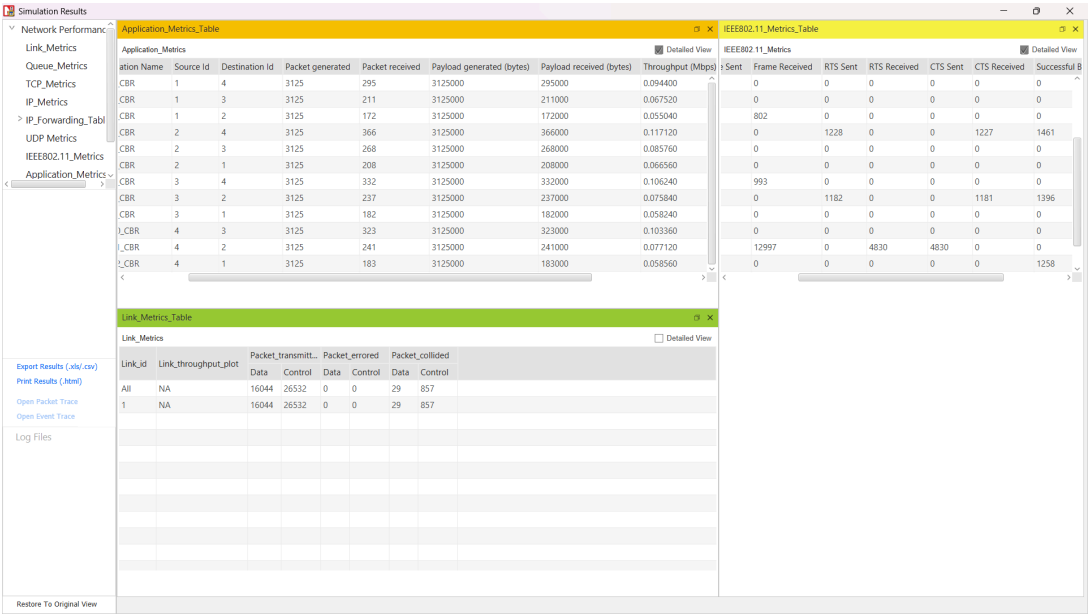 Simulation Results
Network Performanc
Link_Metrics
Queue_Metrics
TCP_Metrics
IP_Metrics
IP_Forwarding_Tabl
UDP Metrics
IEEE802.11_Metrics
Application_Metrics
Export Results (.xls/.csv)
Print Results (.html)
Open Packet Trace
Open Event Trace
Log Files
Restore To Original View
Application_Metrics_Table
Application_Metrics Detailed View
ation Name Source Id Destination Id Packet generated Packet received Payload generated (bytes) Payload received (bytes) Throughput (Mbps)
_CBR 1 4 3125 295 3125000 295000 0.094400
_CBR 1 3 3125 211 3125000 211000 0.067520
_CBR 1 2 3125 172 3125000 172000 0.055040
_CBR 2 4 3125 366 3125000 366000 0.117120
_CBR 2 3 3125 268 3125000 268000 0.085760
_CBR 2 1 3125 208 3125000 208000 0.066560
_CBR 3 4 3125 332 3125000 332000 0.106240
_CBR 3 2 3125 237 3125000 237000 0.075840
_CBR 3 1 3125 182 3125000 182000 0.058240
_CBR 4 3 3125 323 3125000 323000 0.103360
_CBR 4 2 3125 241 3125000 241000 0.077120
_CBR 4 1 3125 183 3125000 183000 0.058560
IEEE802.11_Metrics_Table
IEEE802.11_Metrics Detailed View
Sent Frame Received RTS Sent RTS Received CTS Sent CTS Received Successful B
0 0 0 0 0 0
0 0 0 0 0 0
802 0 0 0 0 0
0 1228 0 0 1227 1461
0 0 0 0 0 0
0 0 0 0 0 0
993 0 0 0 0 0
0 1182 0 0 1181 1396
0 0 0 0 0 0
0 0 0 0 0 0
12997 0 4830 4830 0 0
0 0 0 0 0 1258
Link_Metrics_Table
Link_Metrics Detailed View
Link_id Link_throughput_plot Packet_transmitt... Packet_errored Packet_collided
Data Control Data Control Data Control
All NA 16044 26532 0 0 29 857
1 NA 16044 26532 0 0 29 857